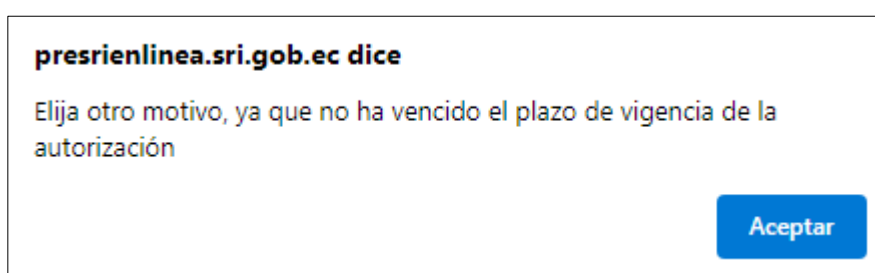 presrienlinea.sri.gob.ec dice
Elija otro motivo, ya que no ha vencido el plazo de vigencia de la
autorización
Aceptar